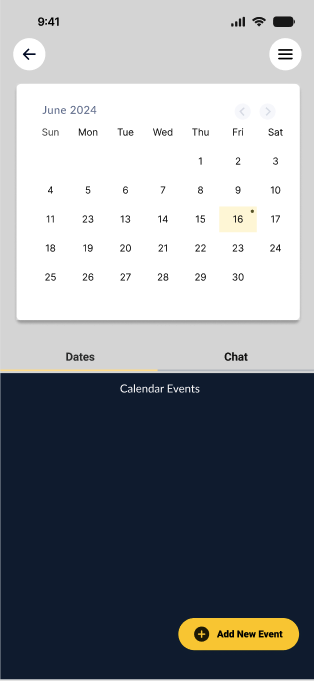 9:41
June 2024
Sun Mon Tue Wed Thu Fri Sat
1 2 3
4 5 6 7 8 9 10
11 23 13 14 15 16 17
18 19 20 21 22 23 24
25 26 27 28 29 30
Dates Chat
Calendar Events
Add New Event